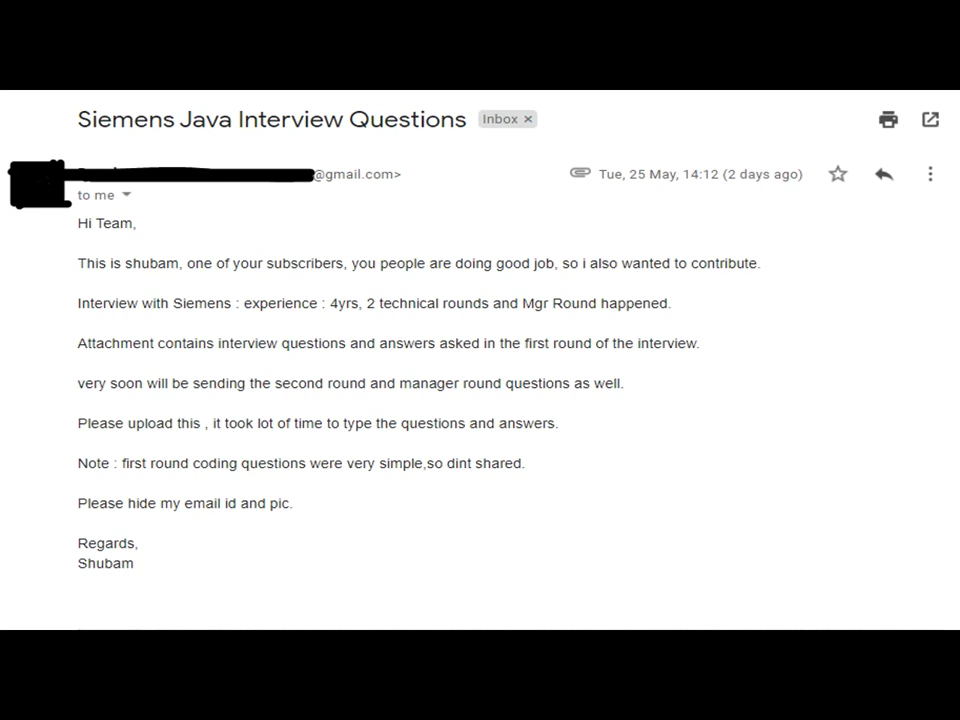 Siemens Java Interview Questions Inbox ×
@gmail.com> Tue, 25 May, 14:12 (2 days ago)
to me
Hi Team,
This is shubam, one of your subscribers, you people are doing good job, so i also wanted to contribute.
Interview with Siemens : experience : 4yrs, 2 technical rounds and Mgr Round happened.
Attachment contains interview questions and answers asked in the first round of the interview.
very soon will be sending the second round and manager round questions as well.
Please upload this , it took lot of time to type the questions and answers.
Note : first round coding questions were very simple,so dint shared.
Please hide my email id and pic.
Regards,
Shubam